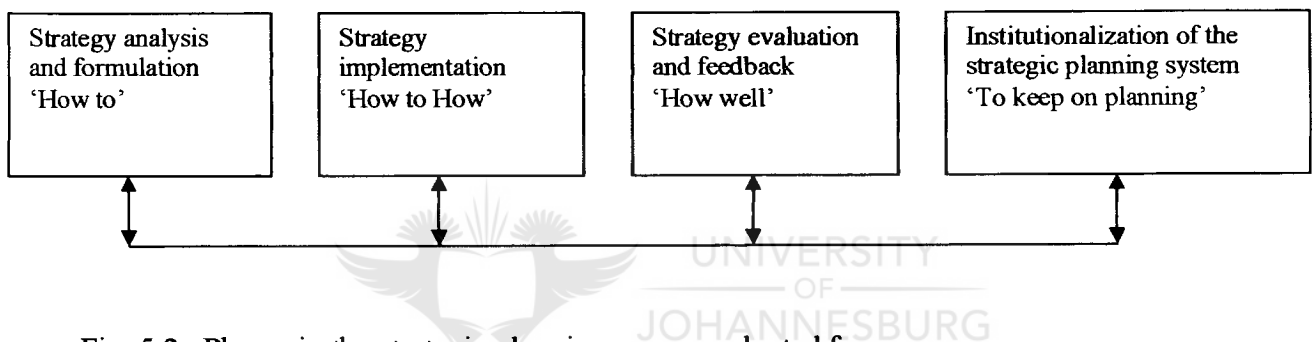 Strategy analysis
and formulation
‘How to’
Strategy
implementation
‘How to How’
Strategy evaluation
and feedback
‘How well’
Institutionalization of the
strategic planning system
‘To keep on planning’
UNIVERSITY
OF
JOHANNESBURG